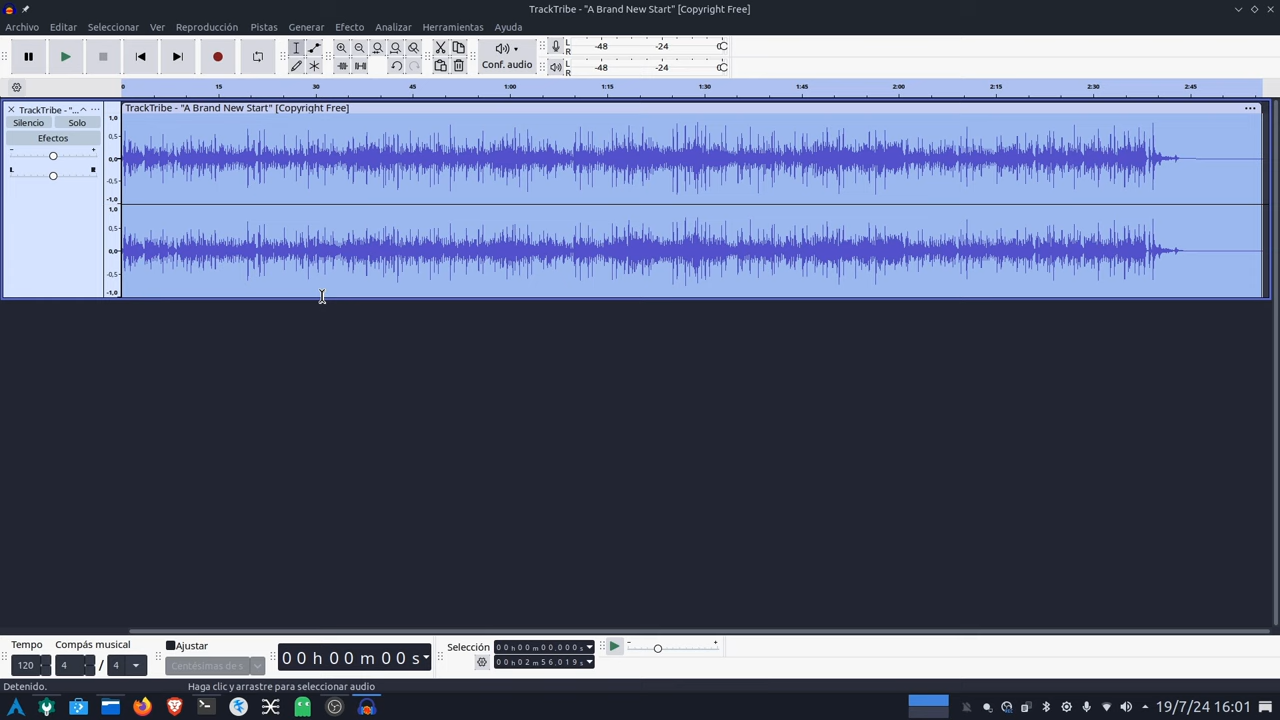 TrackTribe - "A Brand New Start" [Copyright Free]
Archivo Editar Seleccionar Ver Reproducción Pistas Generar Efecto Analizar Herramientas Ayuda
L R -48 -24 0
Conf. audio
L R -48 -24 0
0 15 30 45 1:00 1:15 1:30 1:45 2:00 2:15 2:30 2:45
TrackTribe - "...
TrackTribe - "A Brand New Start" [Copyright Free]
Silencio Solo
Efectos
- +
L R
1,0
0,5
0,0
-0,5
-1,0
1,0
0,5
0,0
-0,5
-1,0
Tempo Compás musical
120 4 / 4
Ajustar
Centésimas de s
00 h 00 m 00 s
Selección
00 h 00 m 00,000 s
00 h 02 m 56,019 s
- +
Detenido. Haga clic y arrastre para seleccionar audio
19/7/24 16:01